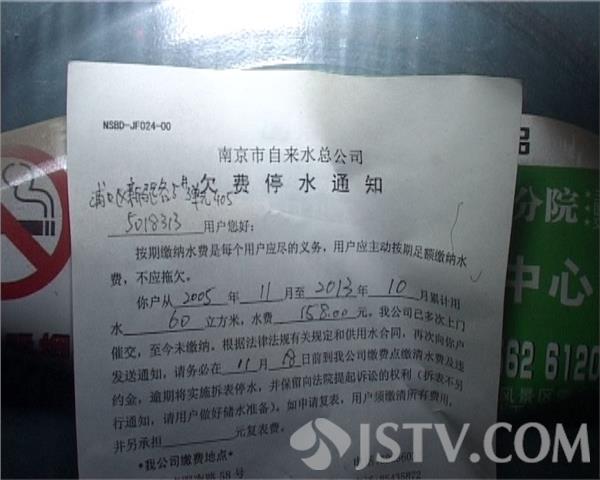 NSBD-JF024-00
南京市自来水总公司
欠费停水通知
5018313 用户您好:
按期缴纳水费是每个用户应尽的义务，用户应主动按期足额缴纳水
费，不应拖欠。
你户从 2005 年 11 月至 2013 年 10 月累计用
水 60 立方米，水费 158.00 元，我公司已多次上门
催交，至今未缴纳。根据法律法规有关规定和供用水合同，再次向你户
发送通知，请务必在 11 月 18 日前到我公司缴费点缴清水费及违
约金，逾期将实施拆表停水，并保留向法院提起诉讼的权利（拆表不另
行通知，请用户做好储水准备）。如申请复表，用户须缴清所有费用，
并另承担 元复表费。
*我公司缴费地点*
58号
品
分院
中心
62 6120
风景区
JSTV.COM